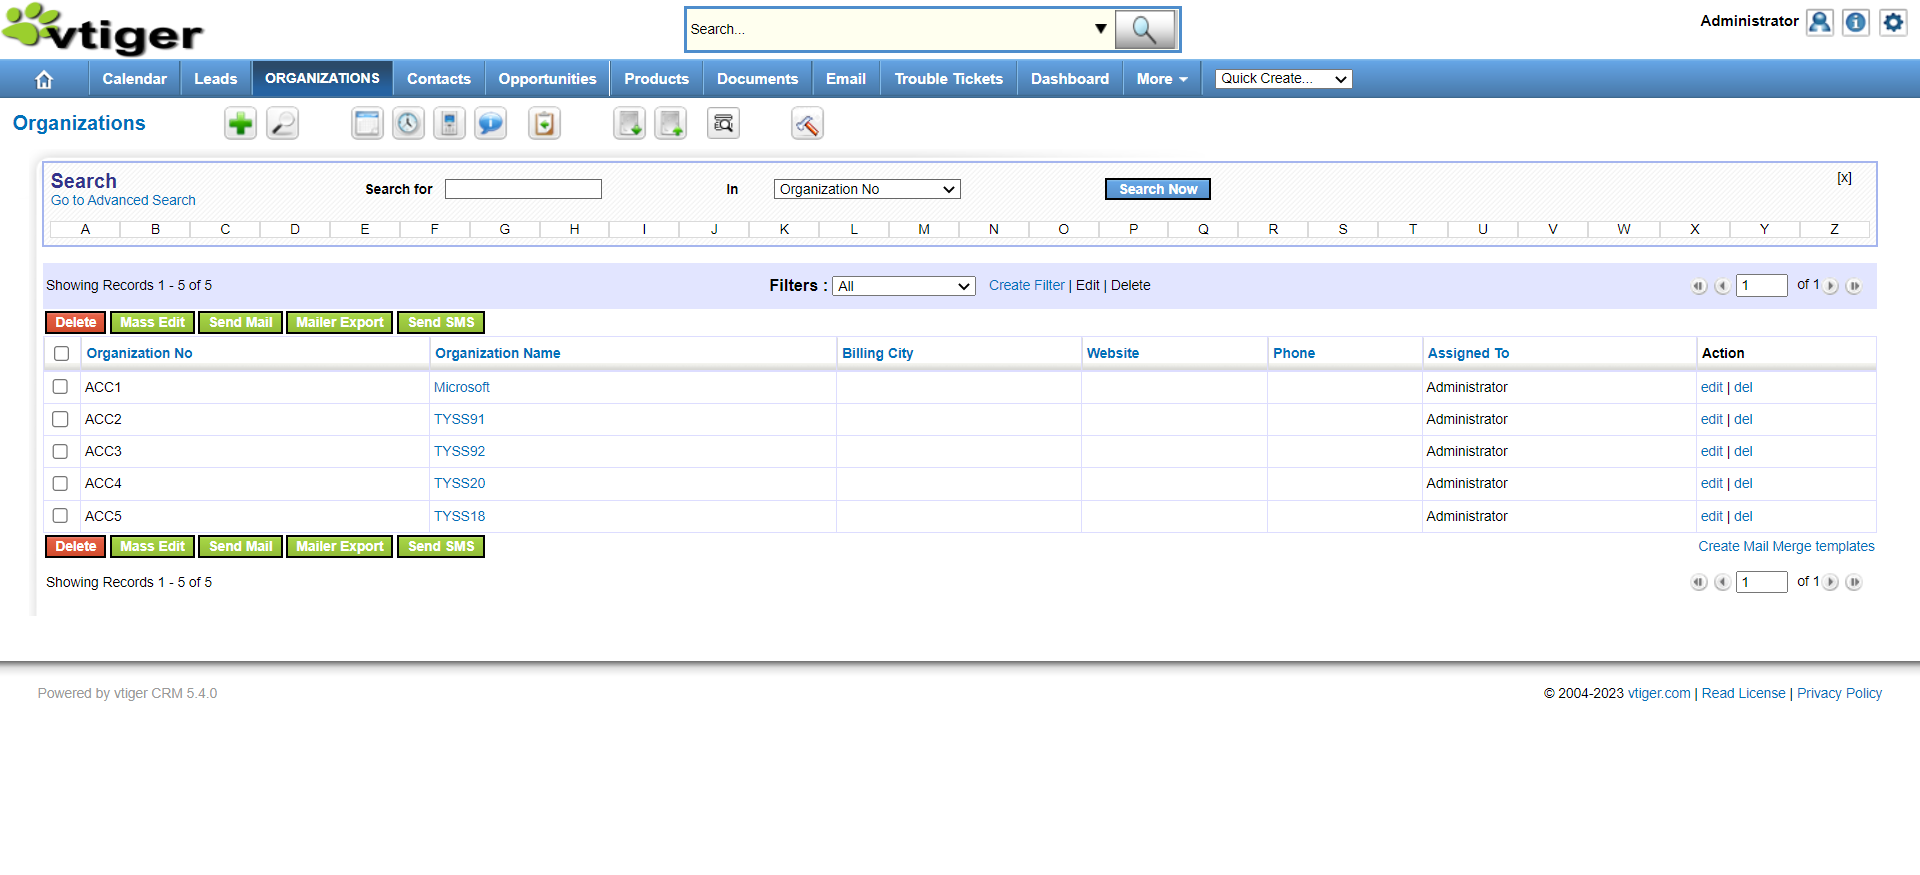 vtiger
Search...
Administrator
Calendar Leads ORGANIZATIONS Contacts Opportunities Products Documents Email Trouble Tickets Dashboard More Quick Create...
Organizations
Search
Go to Advanced Search
Search for In Organization No Search Now [x]
A B C D E F G H I J K L M N O P Q R S T U V W X Y Z
Showing Records 1 - 5 of 5 Filters : All Create Filter | Edit | Delete 1 of 1
Delete Mass Edit Send Mail Mailer Export Send SMS
Organization No Organization Name Billing City Website Phone Assigned To Action
ACC1 Microsoft Administrator edit | del
ACC2 TYSS91 Administrator edit | del
ACC3 TYSS92 Administrator edit | del
ACC4 TYSS20 Administrator edit | del
ACC5 TYSS18 Administrator edit | del
Delete Mass Edit Send Mail Mailer Export Send SMS Create Mail Merge templates
Showing Records 1 - 5 of 5 1 of 1
Powered by vtiger CRM 5.4.0 © 2004-2023 vtiger.com | Read License | Privacy Policy